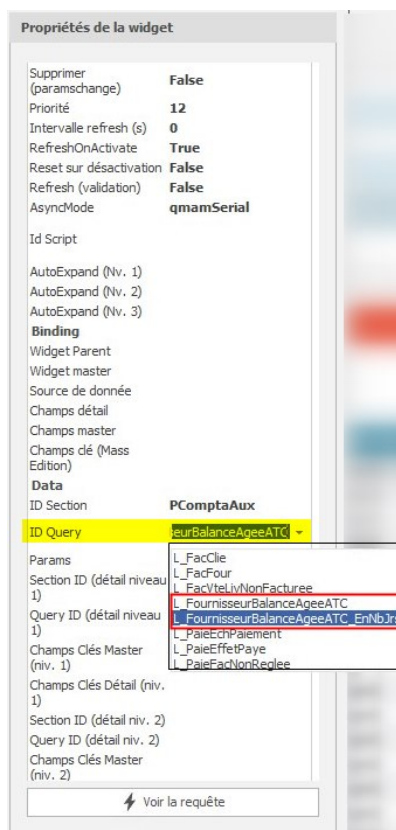 Propriétés de la widget
Supprimer
(paramschange) False
Priorité 12
Intervalle refresh (s) 0
RefreshOnActivate True
Reset sur désactivation False
Refresh (validation) False
AsyncMode qmamSerial
Id Script
AutoExpand (Nv. 1)
AutoExpand (Nv. 2)
AutoExpand (Nv. 3)
Binding
Widget Parent
Widget master
Source de donnée
Champs détail
Champs master
Champs clé (Mass
Edition)
Data
ID Section PComptaAux
ID Query seurBalanceAgeeATC
L_FacClie
L_FacFour
L_FacVteLivNonFacturee
L_FournisseurBalanceAgeeATC
L_FournisseurBalanceAgeeATC_EnNbJrs
L_PaieEchPaiement
L_PaieEffetPaye
L_PaieFacNonReglee
Params
Section ID (détail niveau
1)
Query ID (détail niveau
1)
Champs Clés Master
(niv. 1)
Champs Clés Détail (niv.
1)
Section ID (détail niv. 2)
Query ID (détail niv. 2)
Champs Clés Master
(niv. 2)
Voir la requête